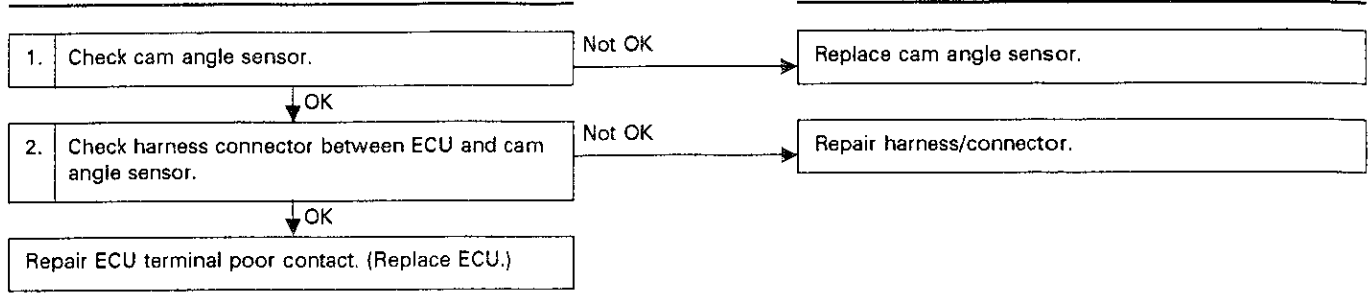 1. Check cam angle sensor.
Not OK
Replace cam angle sensor.
OK
2. Check harness connector between ECU and cam
angle sensor.
Not OK
Repair harness/connector.
OK
Repair ECU terminal poor contact. (Replace ECU.)